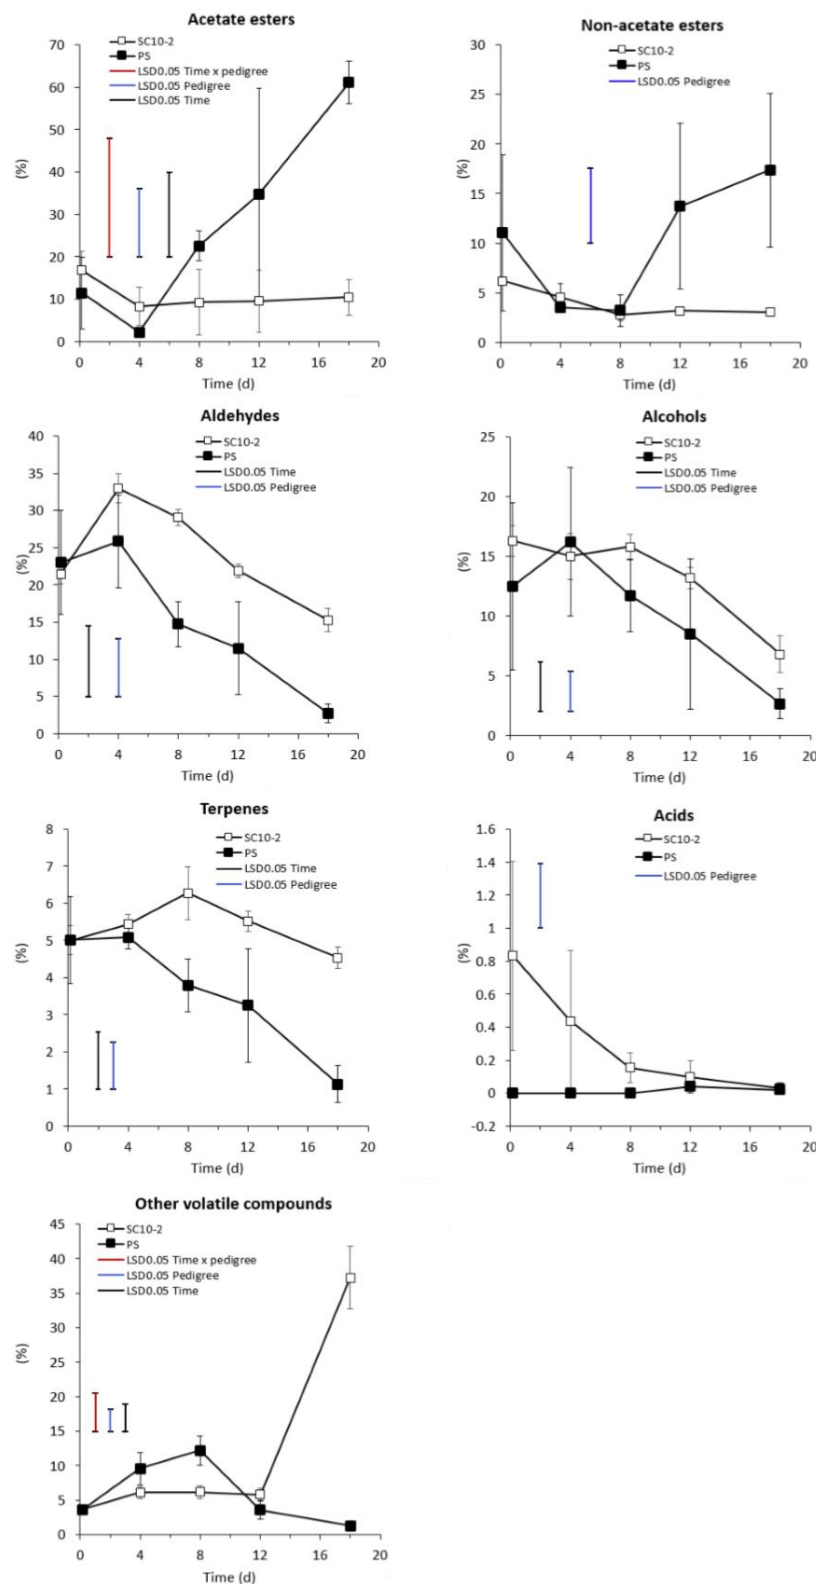 Acetate esters
SC10-2
PS
LSD0.05 Time x pedigree
LSD0.05 Pedigree
LSD0.05 Time
70
60
50
40
30
20
10
0
(%)
0 4 8 12 16 20
Time (d)
Non-acetate esters
SC10-2
PS
LSD0.05 Pedigree
30
25
20
15
10
5
0
(%)
0 4 8 12 16 20
Time (d)
Aldehydes
SC10-2
PS
LSD0.05 Time
LSD0.05 Pedigree
40
35
30
25
20
15
10
5
0
(%)
0 4 8 12 16 20
Time (d)
Alcohols
SC10-2
PS
LSD0.05 Time
LSD0.05 Pedigree
25
20
15
10
5
0
(%)
0 4 8 12 16 20
Time (d)
Terpenes
SC10-2
PS
LSD0.05 Time
LSD0.05 Pedigree
8
7
6
5
4
3
2
1
0
(%)
0 4 8 12 16 20
Time (d)
Acids
SC10-2
PS
LSD0.05 Pedigree
1.6
1.4
1.2
1
0.8
0.6
0.4
0.2
0
-0.2
(%)
0 4 8 12 16 20
Time (d)
Other volatile compounds
SC10-2
PS
LSD0.05 Time x pedigree
LSD0.05 Pedigree
LSD0.05 Time
45
40
35
30
25
20
15
10
5
0
(%)
0 4 8 12 16 20
Time (d)